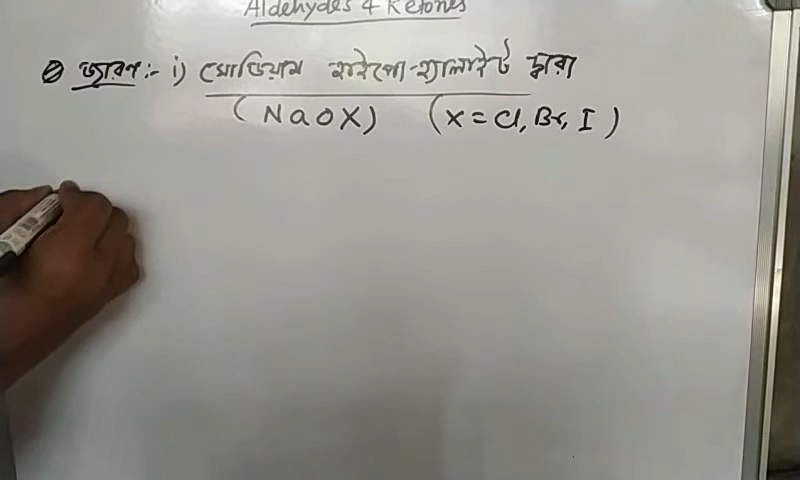 Aldehydes & Ketones
জারণ :- i) সোডিয়াম হাইপো-হ্যালাইট দ্বারা
(NaOX) (X = Cl, Br, I)